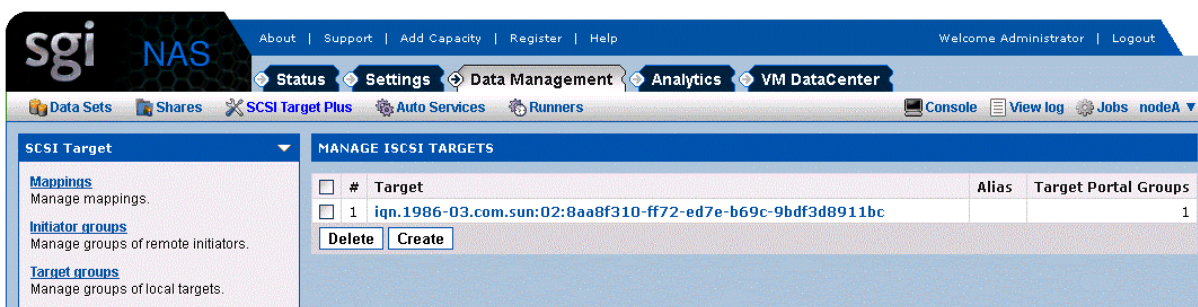 sgi NAS
About | Support | Add Capacity | Register | Help Welcome Administrator | Logout
Status Settings Data Management Analytics VM DataCenter
Data Sets Shares SCSI Target Plus Auto Services Runners Console View log Jobs nodeA ▼
SCSI Target
Mappings
Manage mappings.
Initiator groups
Manage groups of remote initiators.
Target groups
Manage groups of local targets.
MANAGE ISCSI TARGETS
# Target Alias Target Portal Groups
1 iqn.1986-03.com.sun:02:8aa8f310-ff72-ed7e-b69c-9bdf3d8911bc 1
Delete Create